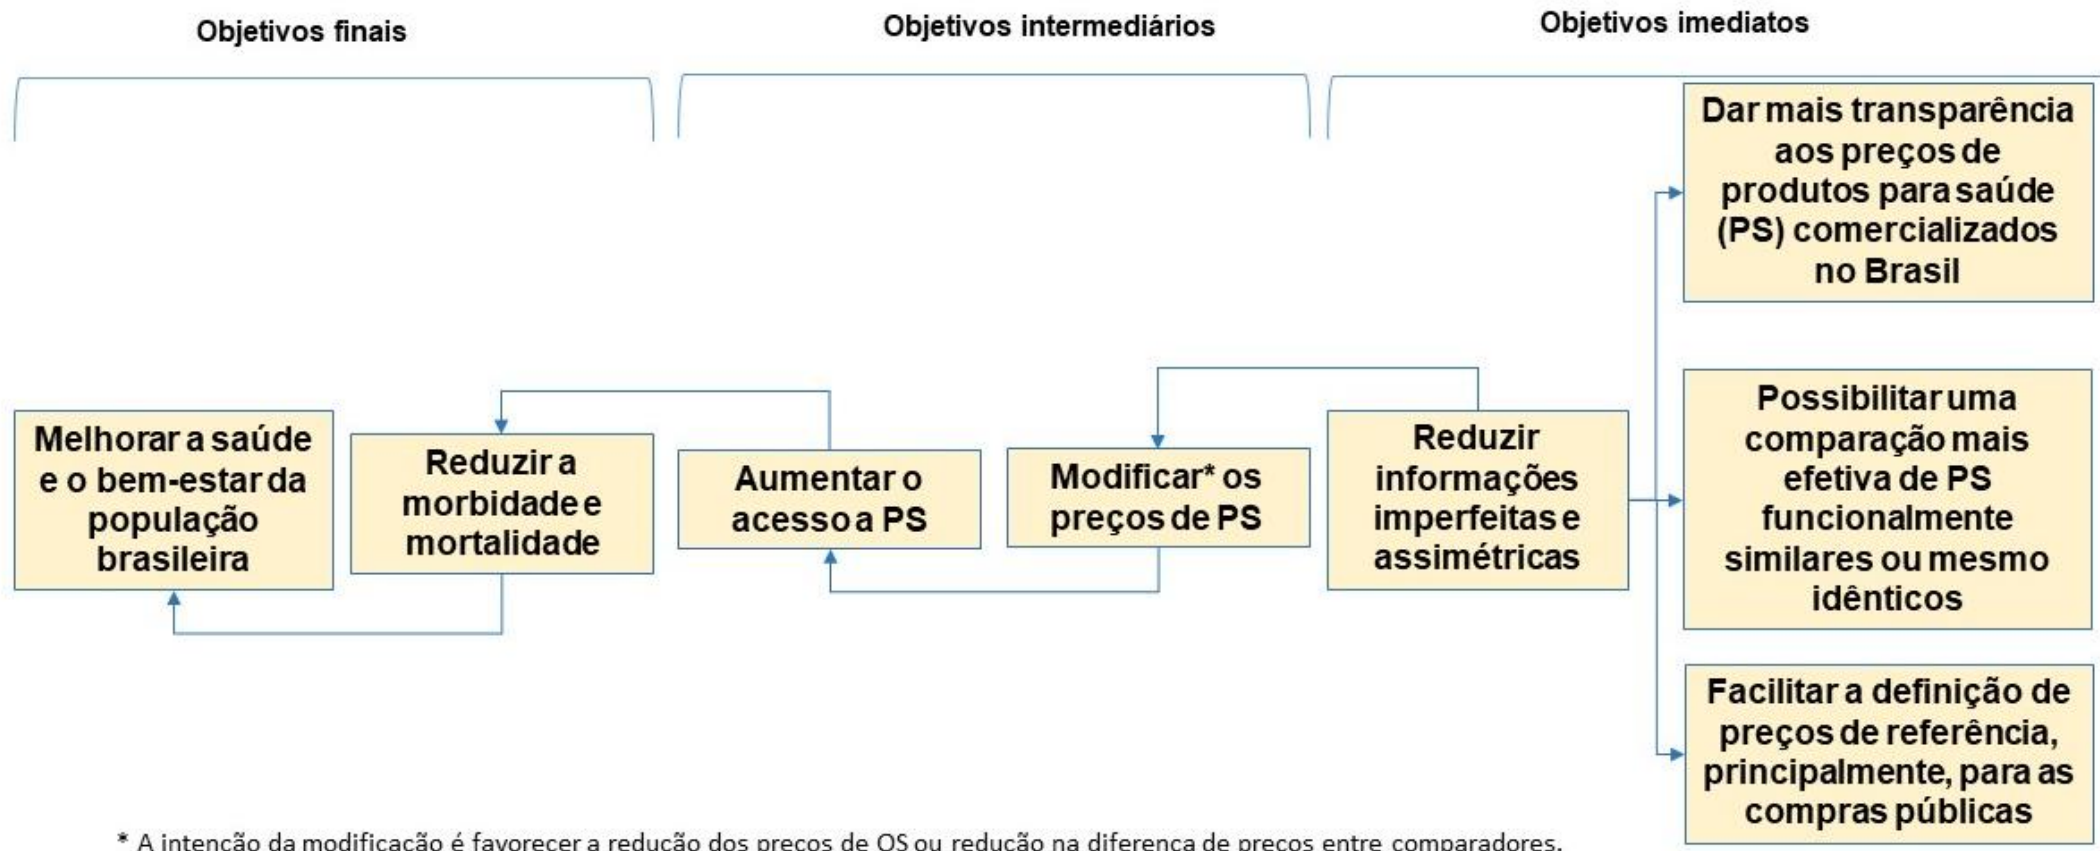 Objetivos finais
Objetivos intermediários
Objetivos imediatos
Melhorar a saúde
e o bem-estar da
população
brasileira
Reduzir a
morbidade e
mortalidade
Aumentar o
acesso a PS
Modificar* os
preços de PS
Reduzir
informações
imperfeitas e
assimétricas
Dar mais transparência
aos preços de
produtos para saúde
(PS) comercializados
no Brasil
Possibilitar uma
comparação mais
efetiva de PS
funcionalmente
similares ou mesmo
idênticos
Facilitar a definição de
preços de referência,
principalmente, para as
compras públicas
* A intenção da modificação é favorecer a redução dos preços de OS ou redução na diferença de preços entre comparadores.